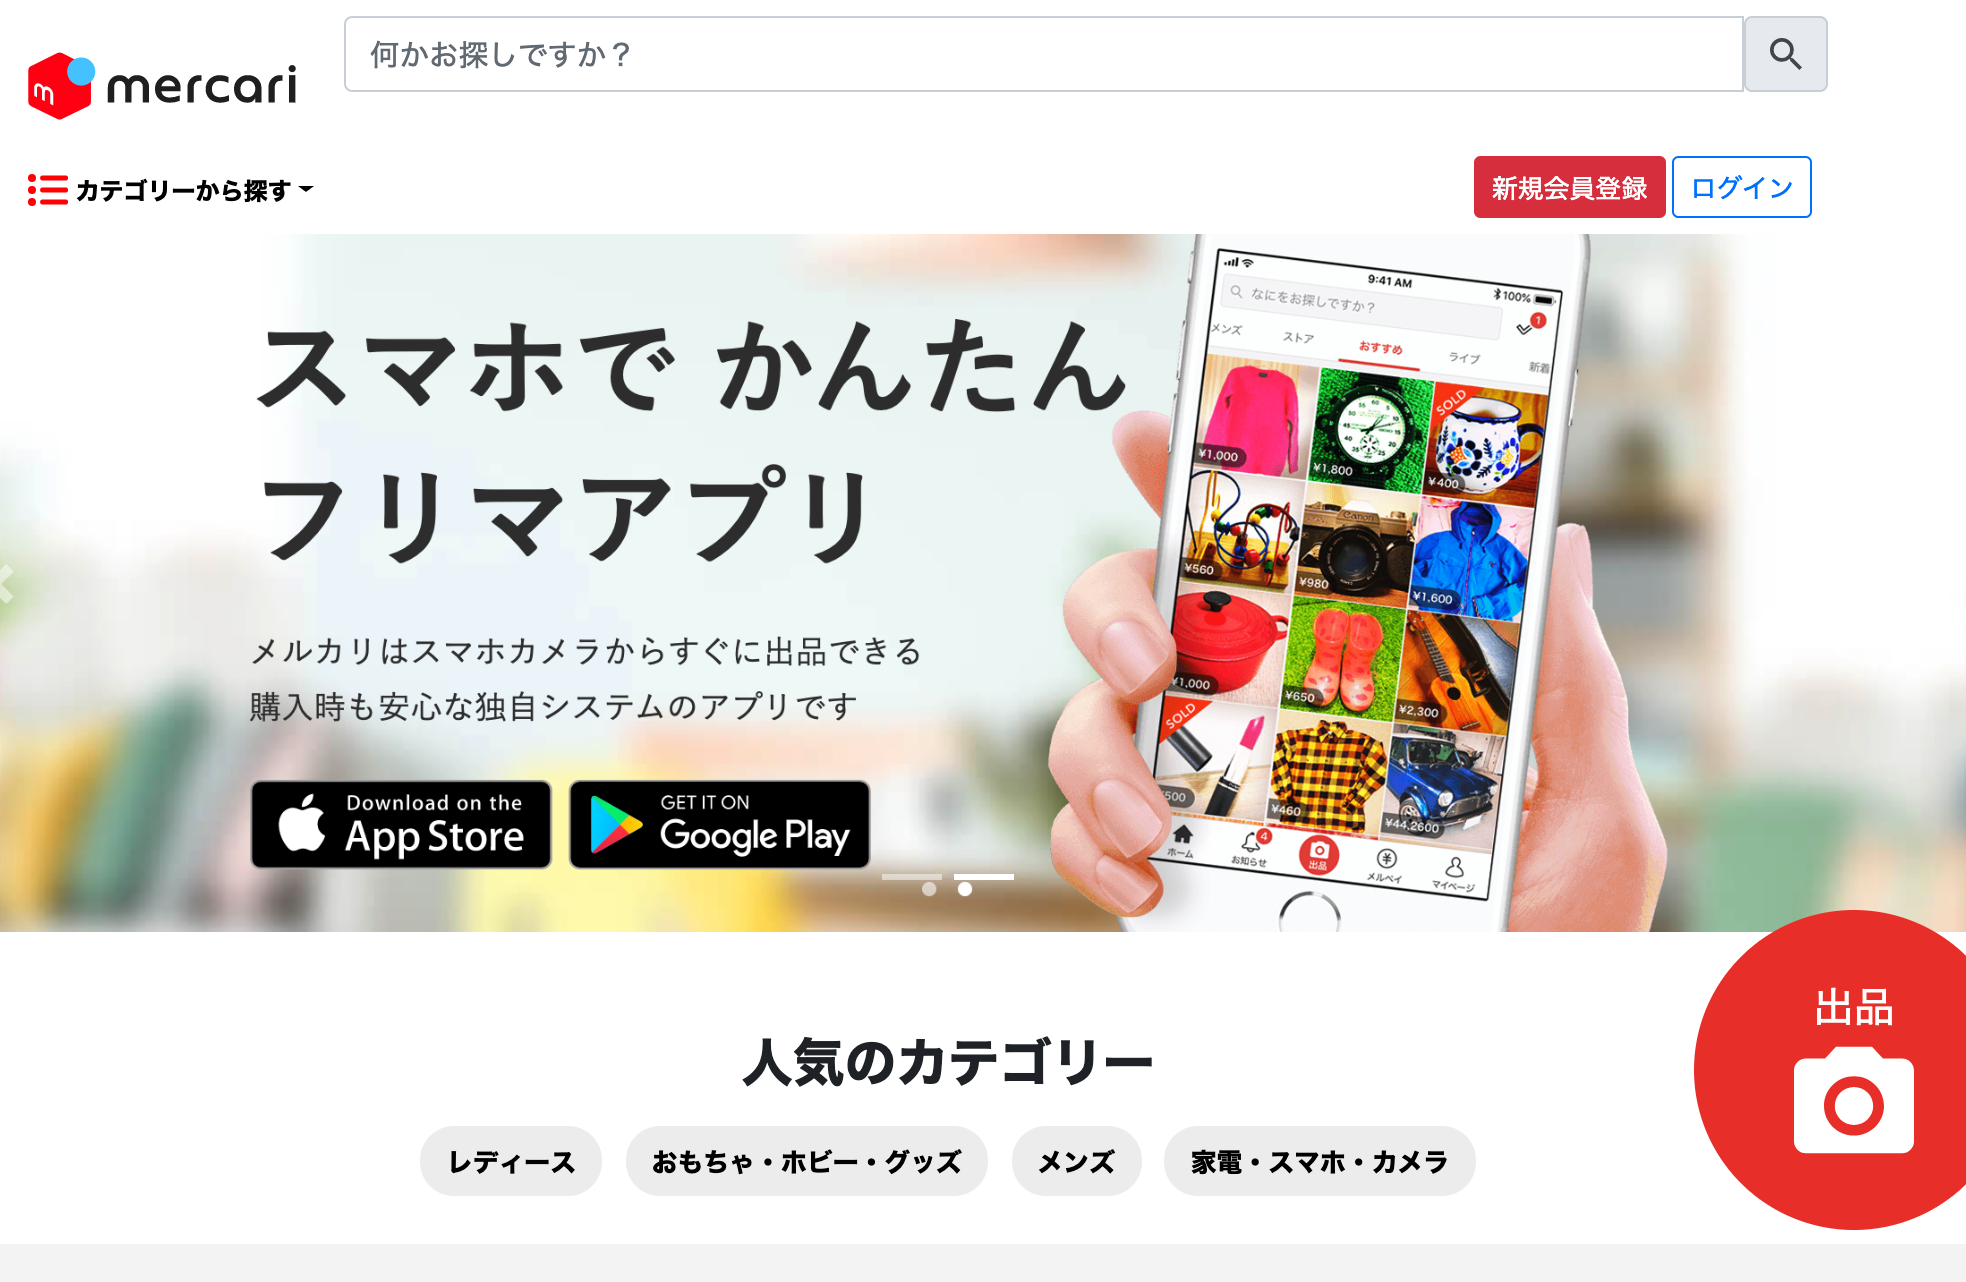 mercari
何かお探しですか？
カテゴリーから探す
新規会員登録
ログイン
スマホで かんたん
フリマアプリ
メルカリはスマホカメラからすぐに出品できる
購入時も安心な独自システムのアプリです
Download on the
App Store
GET IT ON
Google Play
9:41 AM
100%
なにをお探しですか？
1
メンズ
ストア
おすすめ
ライブ
新着
SOLD
¥1,000
¥1,800
¥400
Canon
¥560
¥980
¥1,600
¥1,000
¥650
¥2,300
SOLD
¥460
¥44,2600
4
ホーム
お知らせ
出品
メルペイ
マイページ
出品
人気のカテゴリー
レディース
おもちゃ・ホビー・グッズ
メンズ
家電・スマホ・カメラ